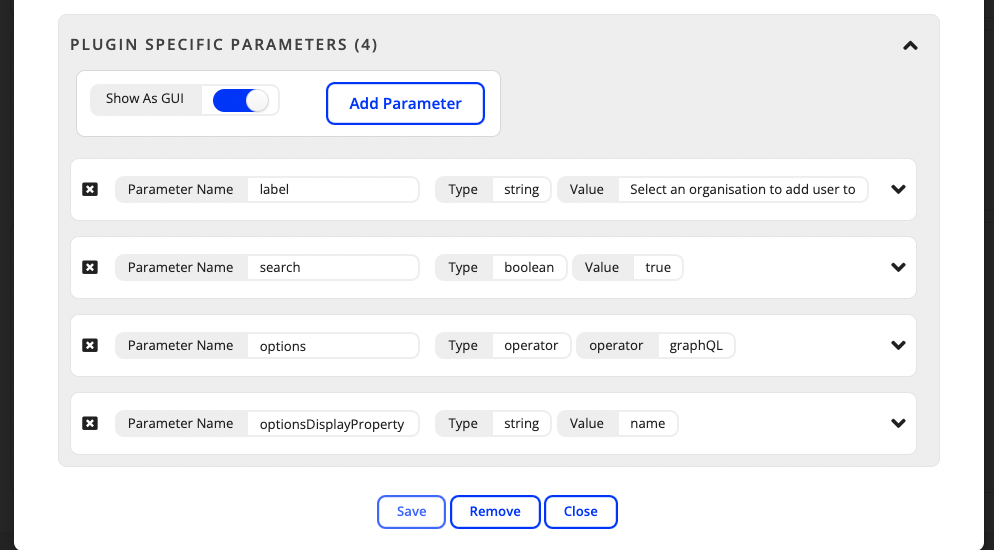 PLUGIN SPECIFIC PARAMETERS (4)
Show As GUI Add Parameter
Parameter Name label Type string Value Select an organisation to add user to
Parameter Name search Type boolean Value true
Parameter Name options Type operator operator graphQL
Parameter Name optionsDisplayProperty Type string Value name
Save Remove Close